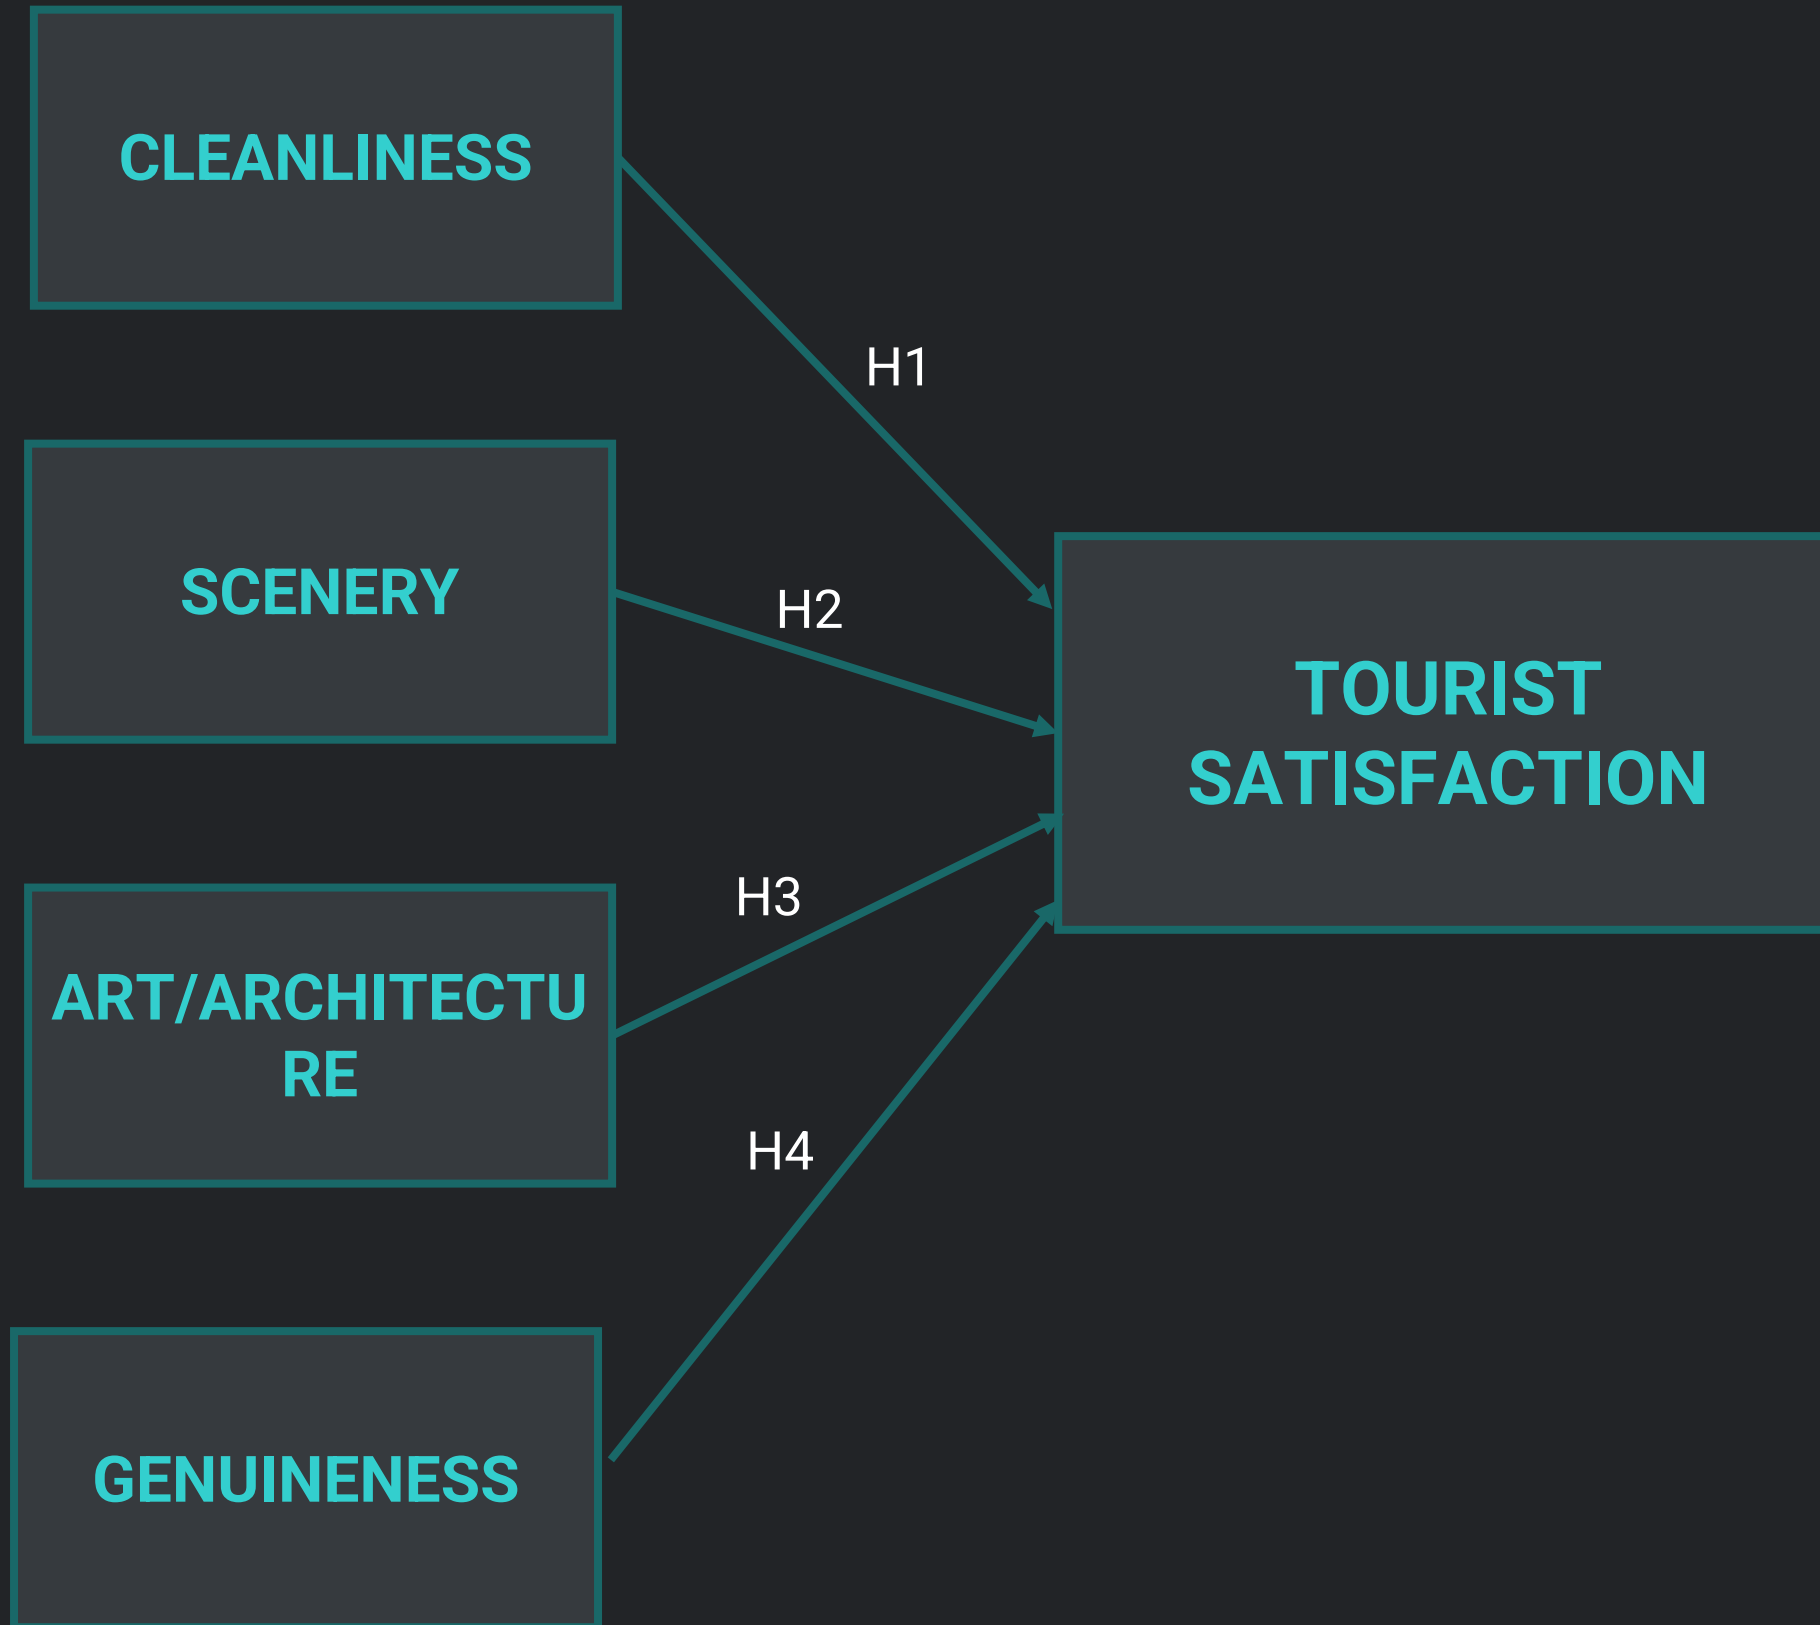 CLEANLINESS
H1
SCENERY
H2
TOURIST
SATISFACTION
H3
ART/ARCHITECTU
RE
H4
GENUINENESS